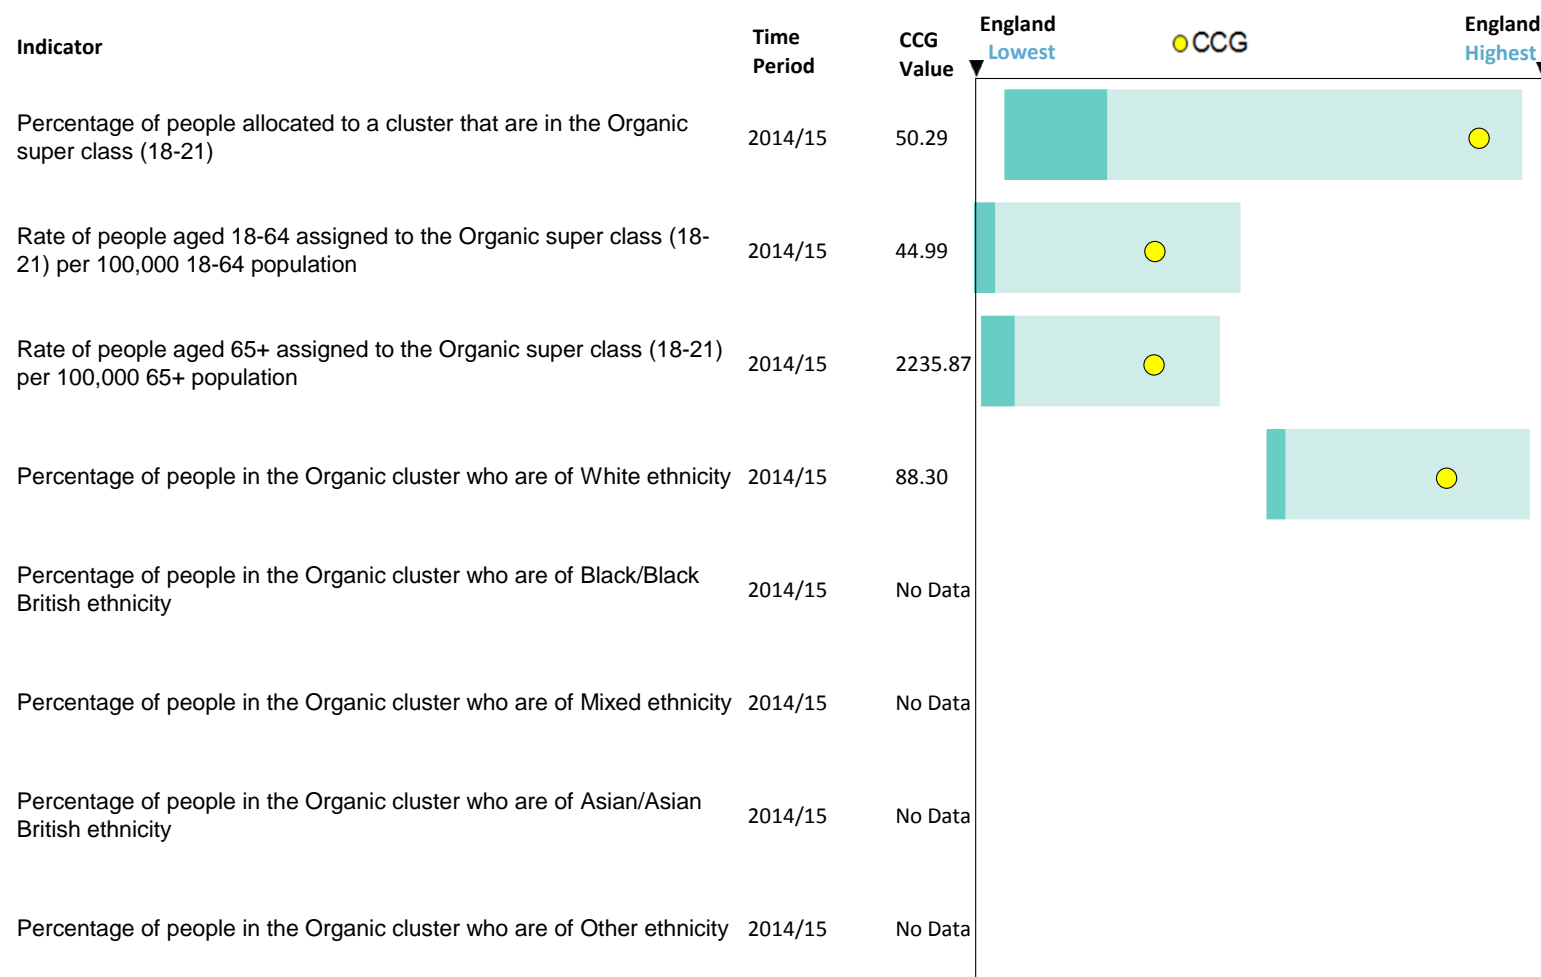 Indicator
Time
Period
CCG
Value
England
Lowest
CCG
England
Highest
Percentage of people allocated to a cluster that are in the Organic
super class (18-21)
2014/15
50.29
Rate of people aged 18-64 assigned to the Organic super class (18-
21) per 100,000 18-64 population
2014/15
44.99
Rate of people aged 65+ assigned to the Organic super class (18-21)
per 100,000 65+ population
2014/15
2235.87
Percentage of people in the Organic cluster who are of White ethnicity
2014/15
88.30
Percentage of people in the Organic cluster who are of Black/Black
British ethnicity
2014/15
No Data
Percentage of people in the Organic cluster who are of Mixed ethnicity
2014/15
No Data
Percentage of people in the Organic cluster who are of Asian/Asian
British ethnicity
2014/15
No Data
Percentage of people in the Organic cluster who are of Other ethnicity
2014/15
No Data